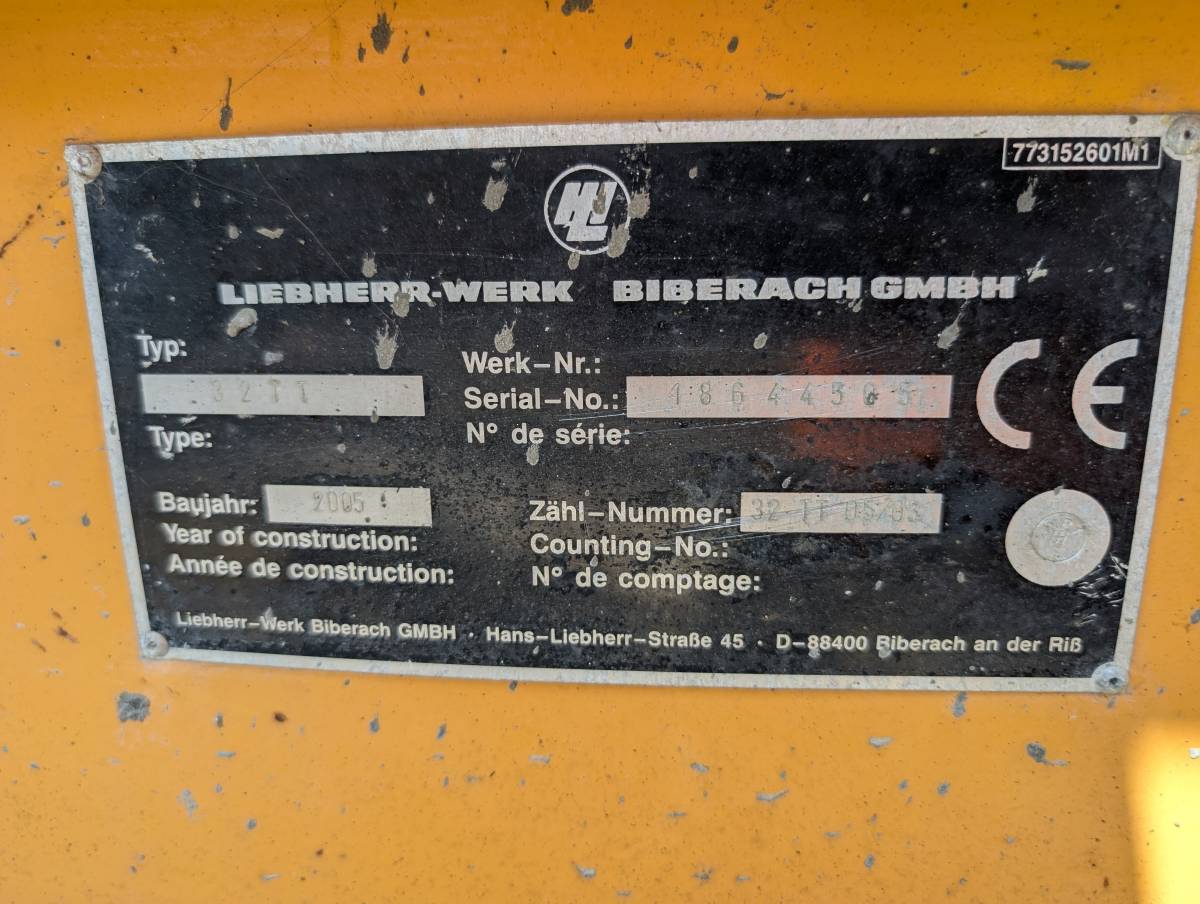 773152601M1
LIEBHERR-WERK BIBERACH GMBH
Typ:
32TT
Type:
Werk-Nr.:
Serial-No.:
N° de série:
CE
Baujahr: 2005
Year of construction:
Année de construction:
Zähl-Nummer: 32 TT
Counting-No.:
N° de comptage:
Liebherr-Werk Biberach GMBH · Hans-Liebherr-Straße 45 · D-88400 Biberach an der Riß